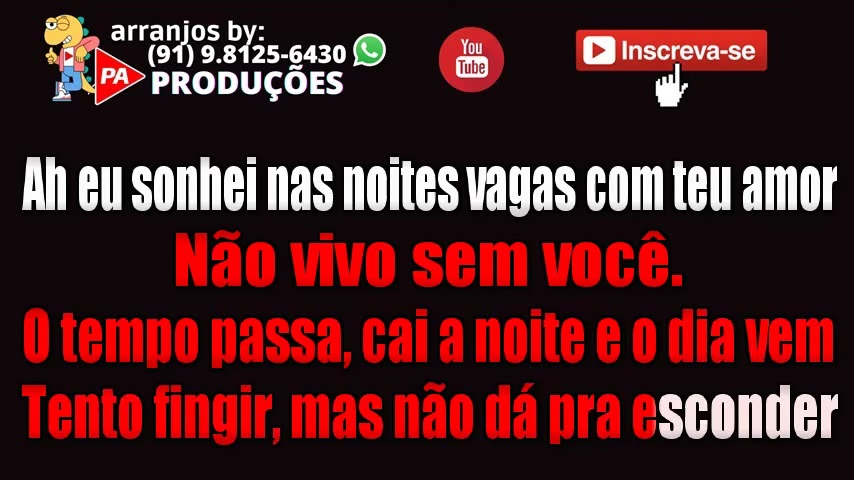 arranjos by:
(91) 9.8125-6430
PA PRODUÇÕES
You
Tube
Inscreva-se
Ah eu sonhei nas noites vagas com teu amor
Não vivo sem você.
O tempo passa, cai a noite e o dia vem
Tento fingir, mas não dá pra esconder